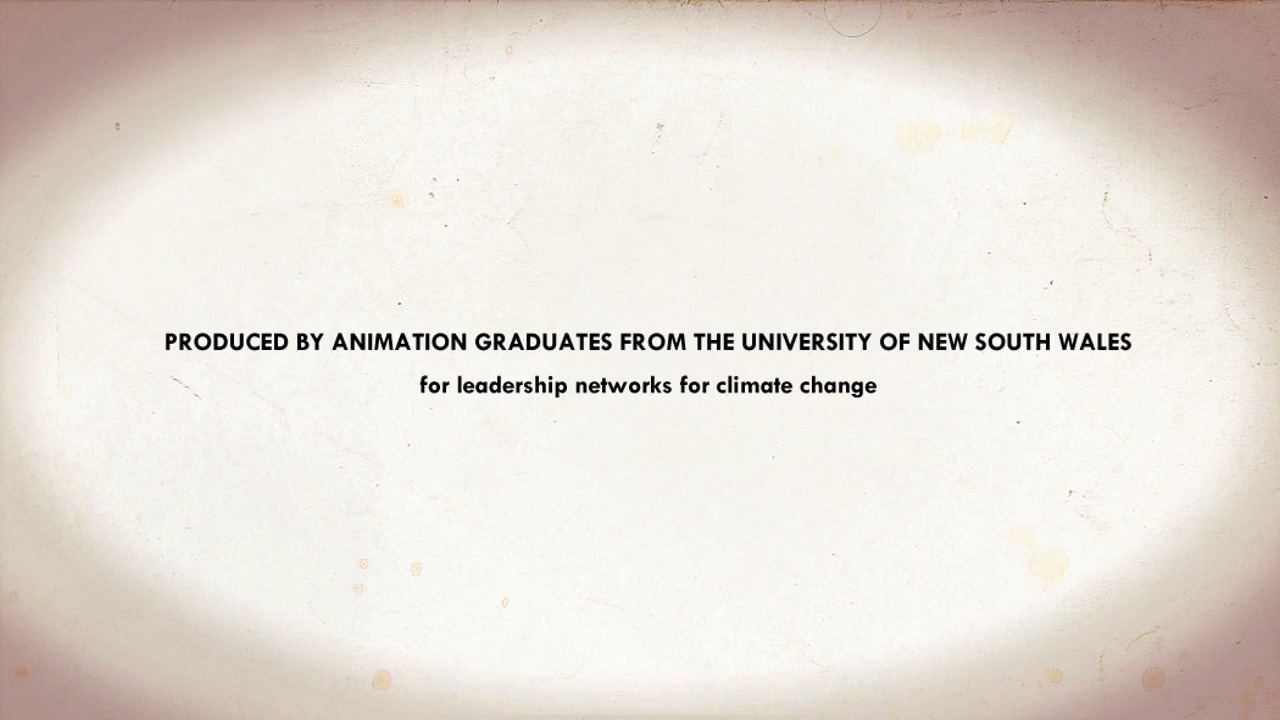 PRODUCED BY ANIMATION GRADUATES FROM THE UNIVERSITY OF NEW SOUTH WALES
for leadership networks for climate change